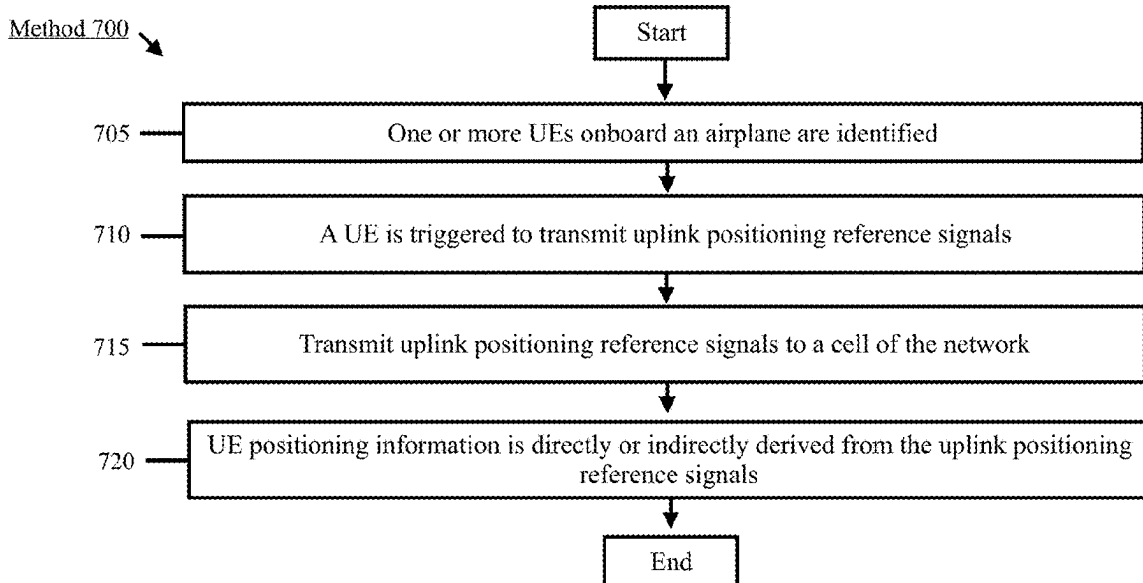 Method 700
Start
705
One or more UEs onboard an airplane are identified
710
A UE is triggered to transmit uplink positioning reference signals
715
Transmit uplink positioning reference signals to a cell of the network
720
UE positioning information is directly or indirectly derived from the uplink positioning
reference signals
End